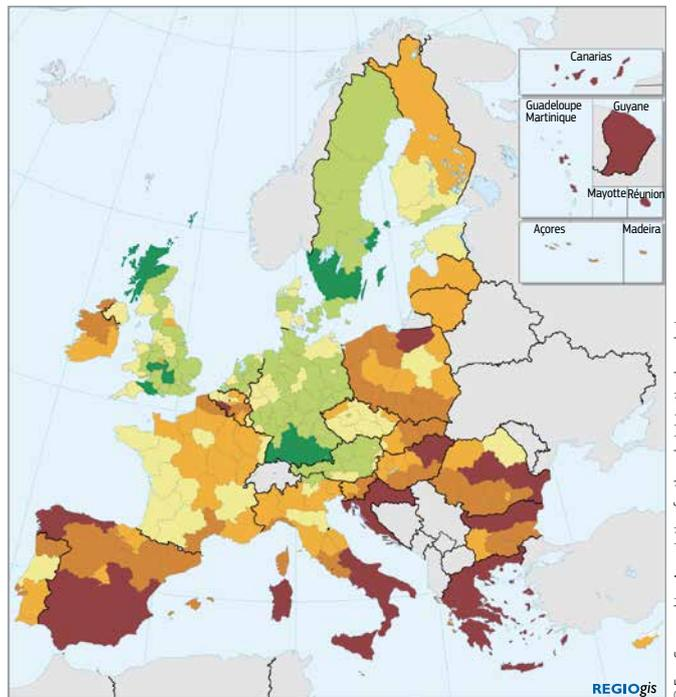 Canarias
Guadeloupe Guyane
Martinique
Mayotte Réunion
Açores Madeira
REGIOgis